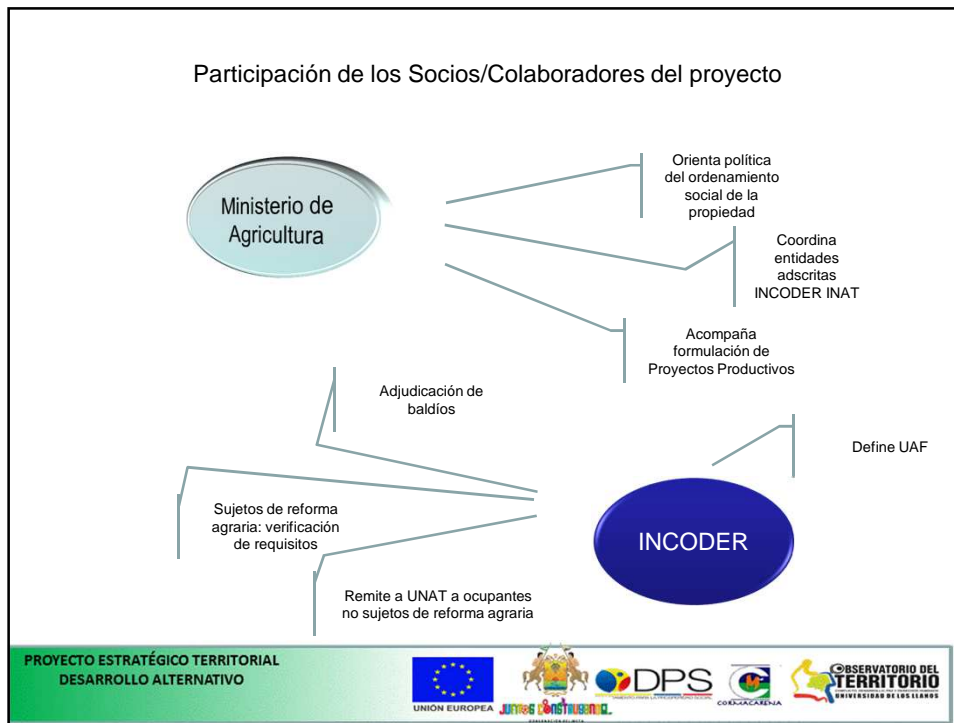 Participación de los Socios/Colaboradores del proyecto
Ministerio de
Agricultura
Orienta política
del ordenamiento
social de la
propiedad
Coordina
entidades
adscritas
INCODER INAT
Acompaña
formulación de
Proyectos Productivos
Adjudicación de
baldíos
Define UAF
Sujetos de reforma
agraria: verificación
de requisitos
INCODER
Remite a UNAT a ocupantes
no sujetos de reforma agraria
PROYECTO ESTRATÉGICO TERRITORIAL
DESARROLLO ALTERNATIVO
UNIÓN EUROPEA
DPS
CORMACARENA
OBSERVATORIO DEL
TERRITORIO
UNIVERSIDAD DE LOS LLANOS